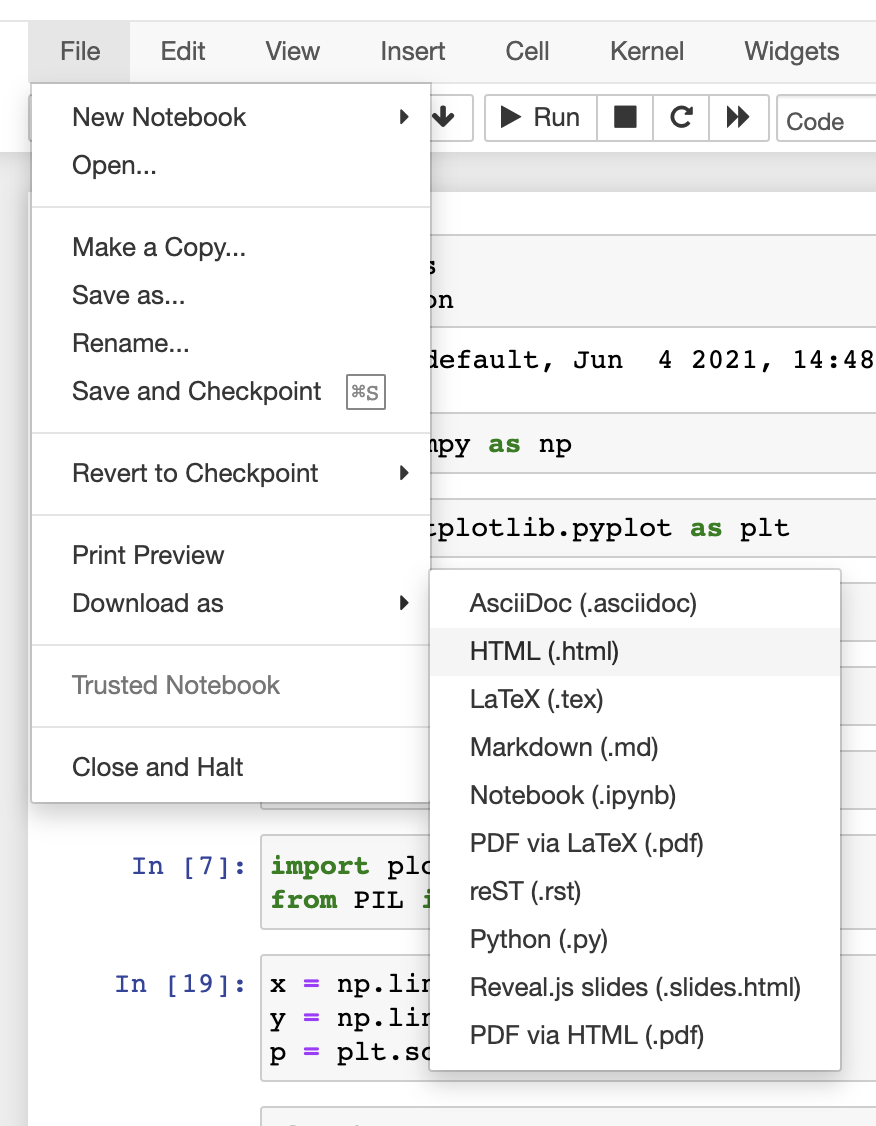 File Edit View Insert Cell Kernel Widgets
New Notebook
Run
Code
Open...
Make a Copy...
Save as...
Rename...
Save and Checkpoint ⌘S
Revert to Checkpoint
Print Preview
Download as
Trusted Notebook
Close and Halt
default, Jun 4 2021, 14:48
as np
tplotlib.pyplot as plt
AsciiDoc (.asciidoc)
HTML (.html)
LaTeX (.tex)
Markdown (.md)
Notebook (.ipynb)
PDF via LaTeX (.pdf)
reST (.rst)
Python (.py)
Reveal.js slides (.slides.html)
PDF via HTML (.pdf)
In [7]:
import plo
from PIL i
In [19]:
x = np.lin
y = np.lin
p = plt.sc